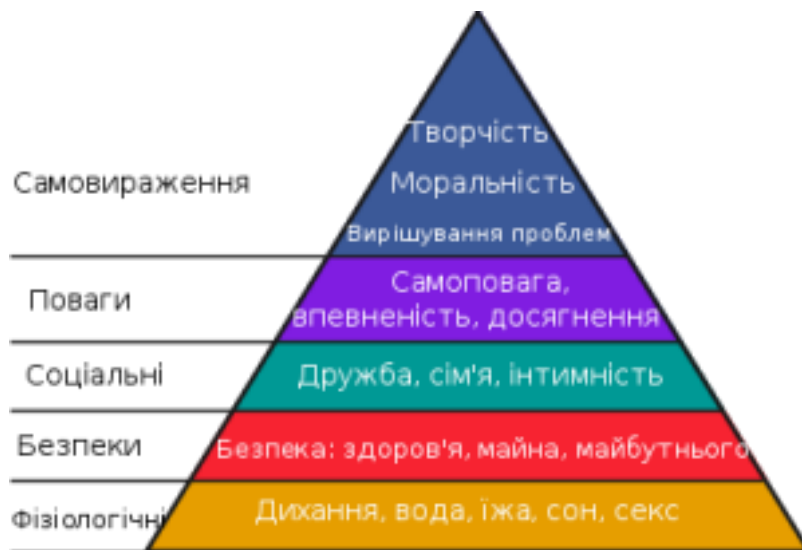 Творчість
Самовираження
Моральність
Вирішування проблем
Поваги
Самоповага,
впевненість, досягнення
Соціальні
Дружба, сім'я, інтимність
Безпеки
Безпека: здоров'я, майна, майбутнього
Фізіологічні
Дихання, вода, їжа, сон, секс